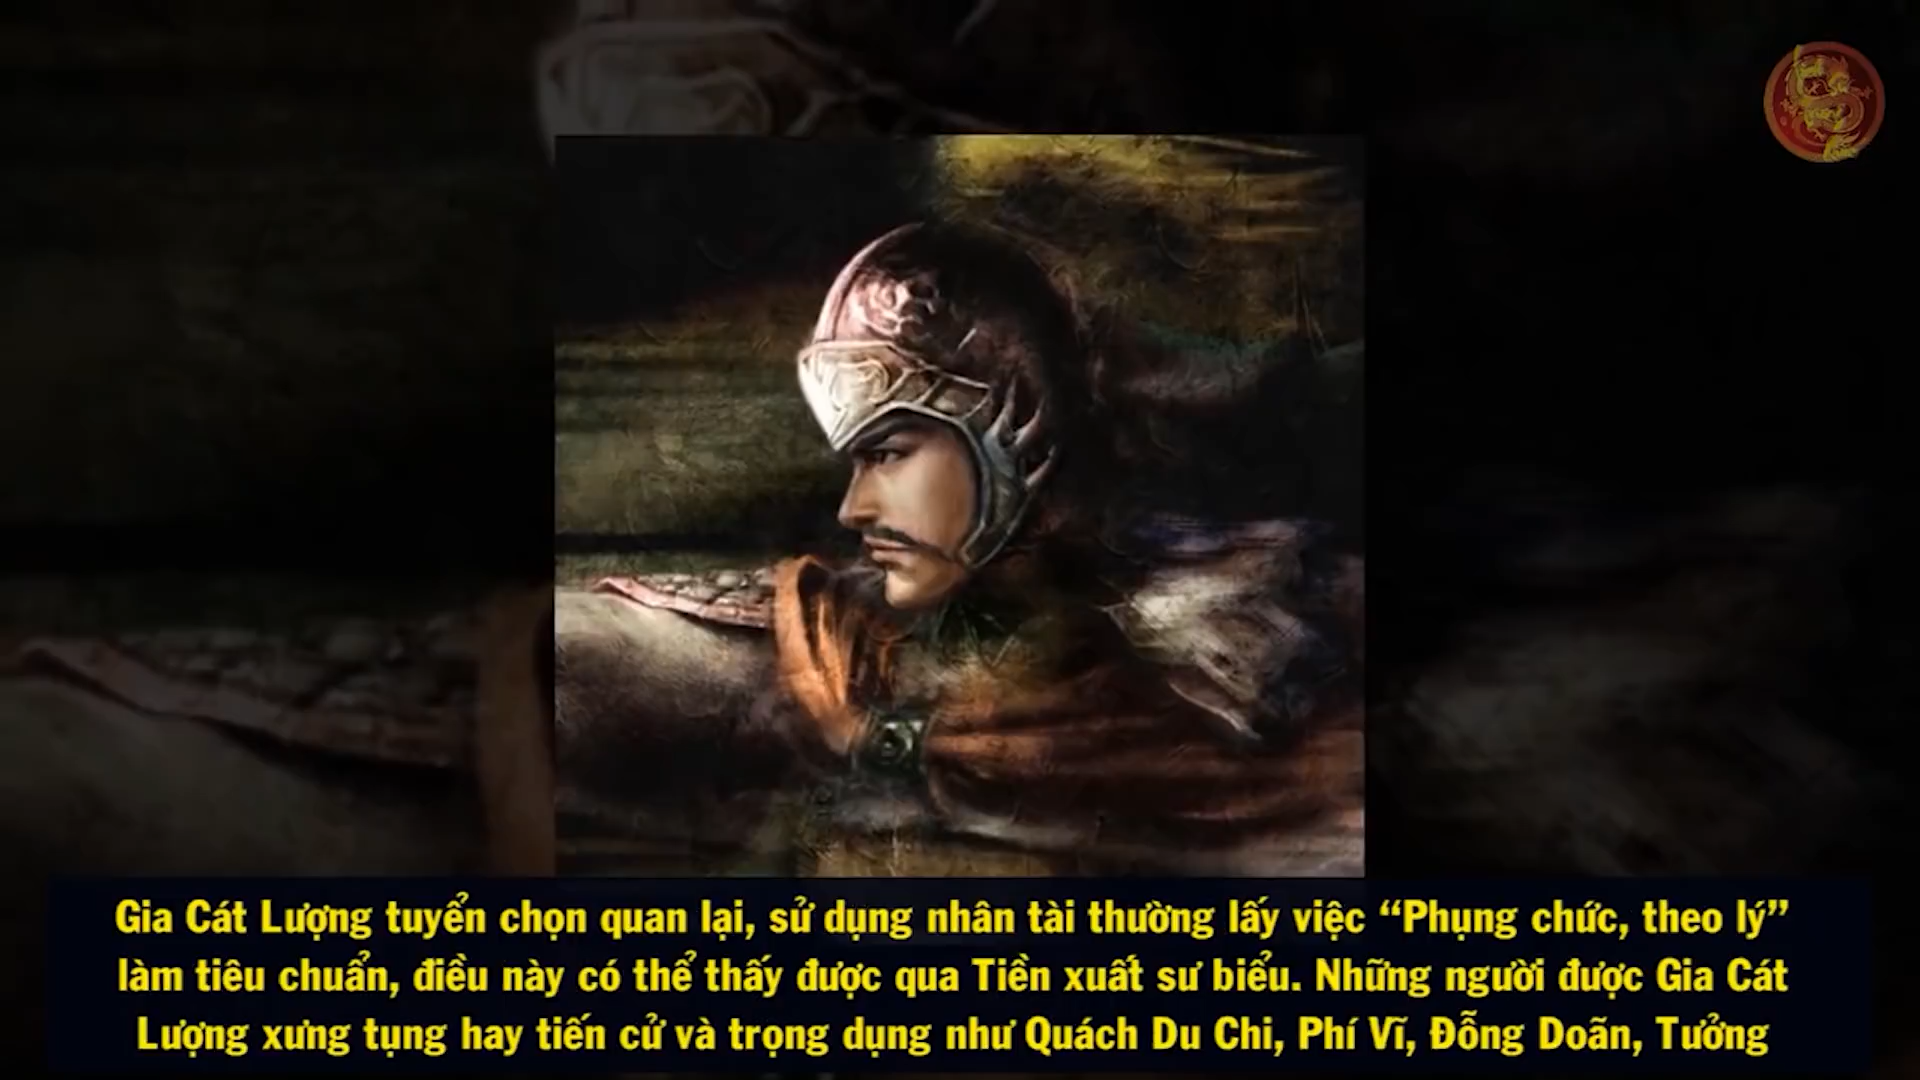 Gia Cát Lượng tuyển chọn quan lại, sử dụng nhân tài thường lấy việc “Phụng chức, theo lý”
làm tiêu chuẩn, điều này có thể thấy được qua Tiền xuất sư biểu. Những người được Gia Cát
Lượng xưng tụng hay tiến cử và trọng dụng như Quách Du Chi, Phí Vĩ, Đỗng Doãn, Tưởng